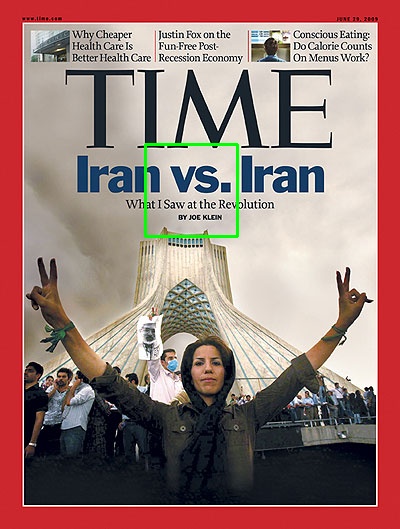 www.time.com
JUNE 29, 2009
Why Cheaper
Health Care Is
Better Health Care
Justin Fox on the
Fun-Free Post-
Recession Economy
Conscious Eating:
Do Calorie Counts
On Menus Work?
TIME
Iran vs. Iran
What I Saw at the Revolution
BY JOE KLEIN